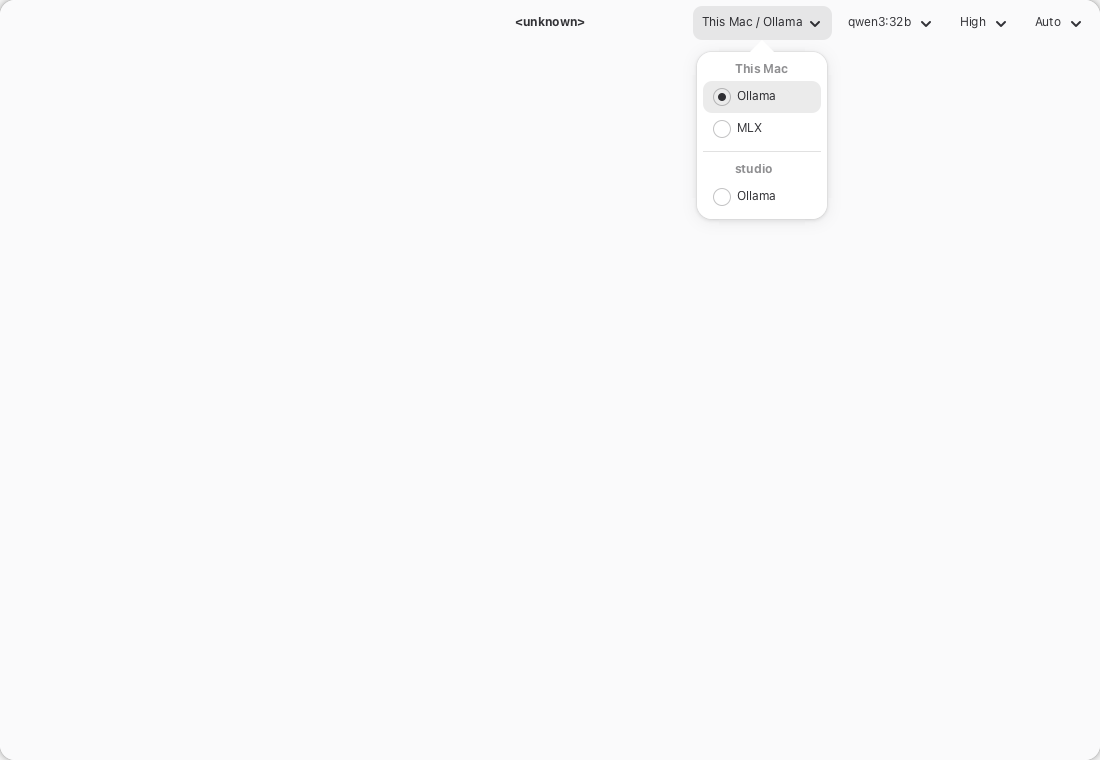 <unknown>
This Mac / Ollama
qwen3:32b
High
Auto
This Mac
Ollama
MLX
studio
Ollama